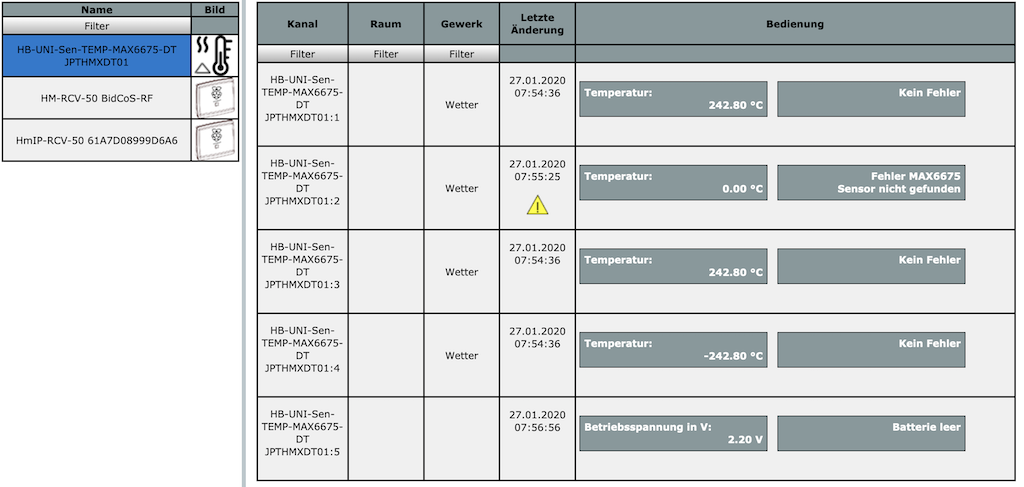 Name Bild
Filter
HB-UNI-Sen-TEMP-MAX6675-DT
JPTHMXDT01
HM-RCV-50 BidCoS-RF
HmIP-RCV-50 61A7D08999D6A6
Kanal Raum Gewerk Letzte Änderung Bedienung
Filter Filter Filter
HB-UNI-Sen-
TEMP-MAX6675-
DT
JPTHMXDT01:1
Wetter
27.01.2020
07:54:36
Temperatur:
242.80 °C
Kein Fehler
HB-UNI-Sen-
TEMP-MAX6675-
DT
JPTHMXDT01:2
Wetter
27.01.2020
07:55:25
Temperatur:
0.00 °C
Fehler MAX6675
Sensor nicht gefunden
HB-UNI-Sen-
TEMP-MAX6675-
DT
JPTHMXDT01:3
Wetter
27.01.2020
07:54:36
Temperatur:
242.80 °C
Kein Fehler
HB-UNI-Sen-
TEMP-MAX6675-
DT
JPTHMXDT01:4
Wetter
27.01.2020
07:54:36
Temperatur:
-242.80 °C
Kein Fehler
HB-UNI-Sen-
TEMP-MAX6675-
DT
JPTHMXDT01:5
27.01.2020
07:56:56
Betriebsspannung in V:
2.20 V
Batterie leer